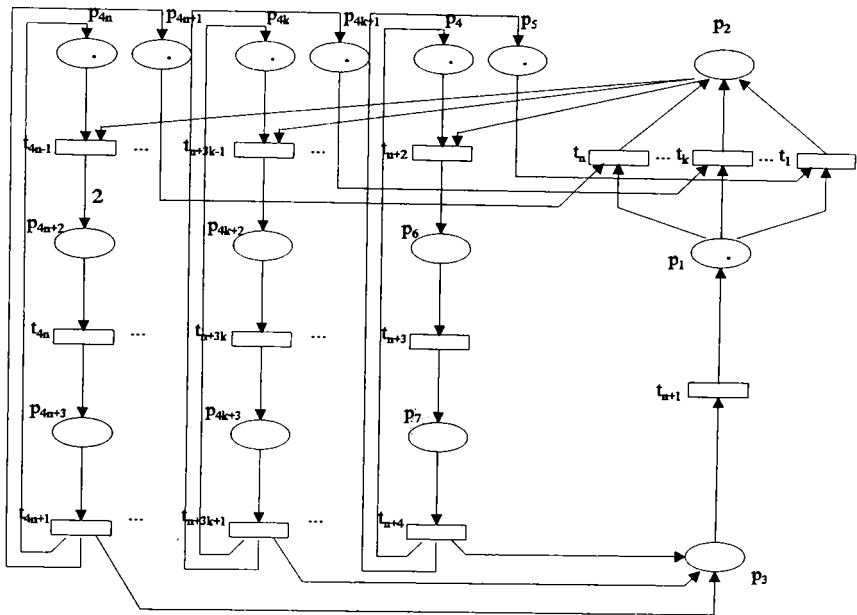 p4n p4n+1 p4k p4k+1 p4 p5 p2
t4n-1 ... tn+3k-1 ... tn+2 tn ... tk ... t1
2
p4n+2 p4k+2 p6 p1
t4n ... tn+3k ... tn+3
tn+1
p4n+3 p4k+3 p7
t4n+1 ... tn+3k+1 ... tn+4
p3